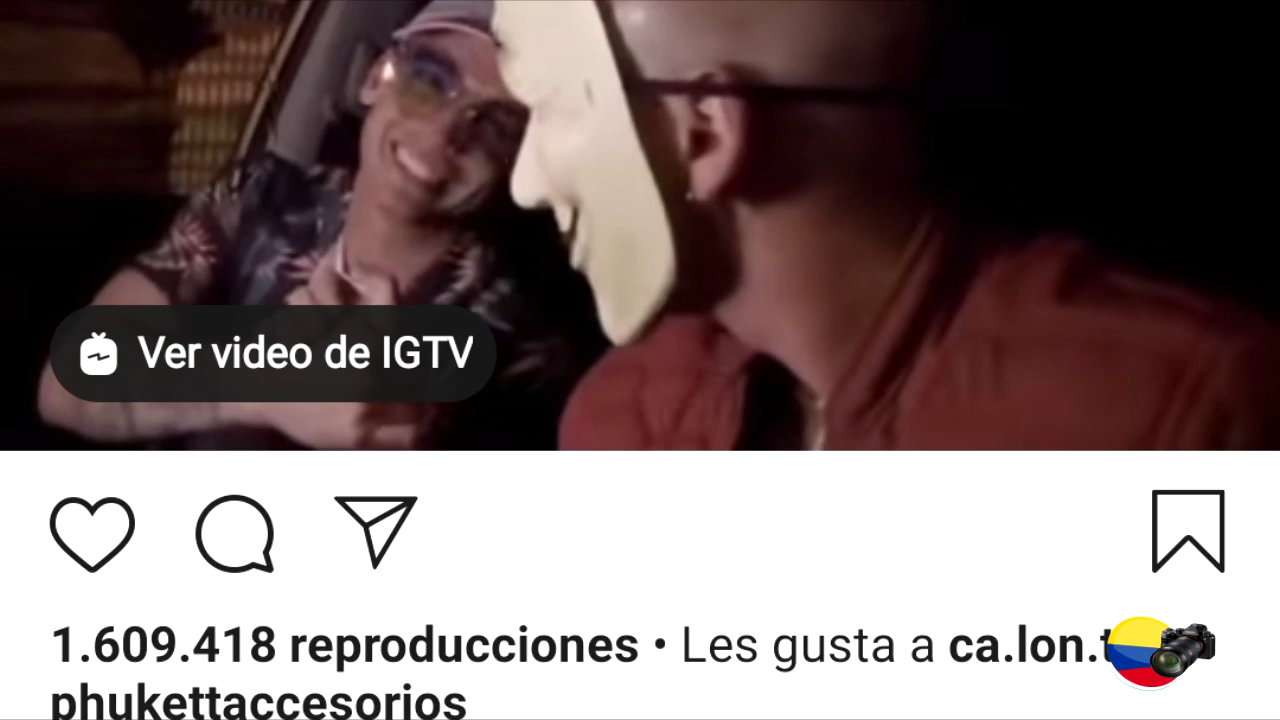 Ver video de IGTV
1.609.418 reproducciones • Les gusta a ca.lon.t
phukettaccesorios